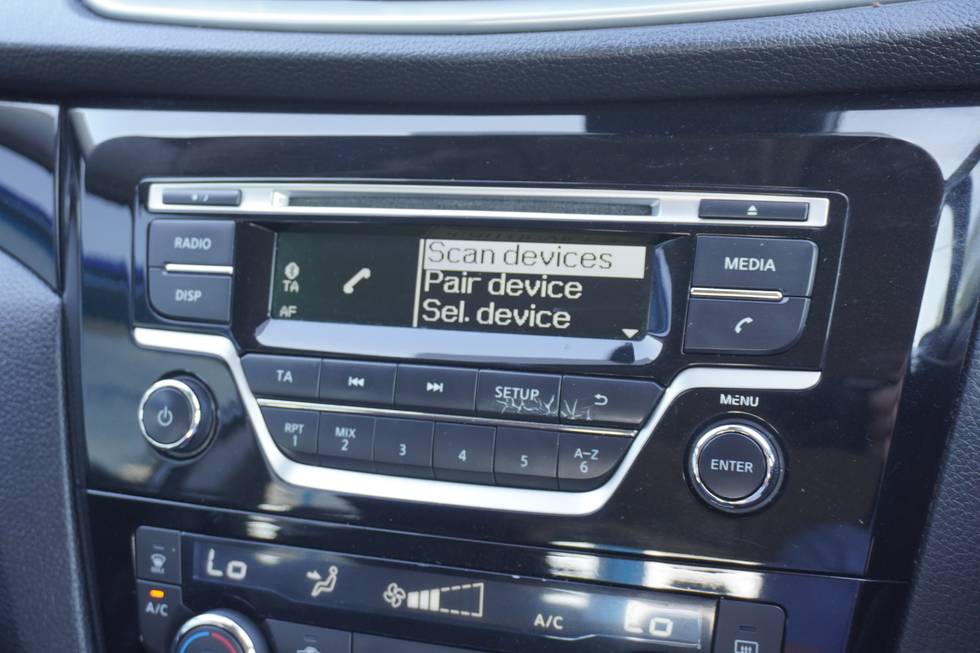 RADIO
DISP
TA
AF
Scan devices
Pair device
Sel. device
MEDIA
TA
SETUP
RPT
1
MIX
2
3
4
5
A-Z
6
MENU
ENTER
Lo
A/C
A/C
Lo